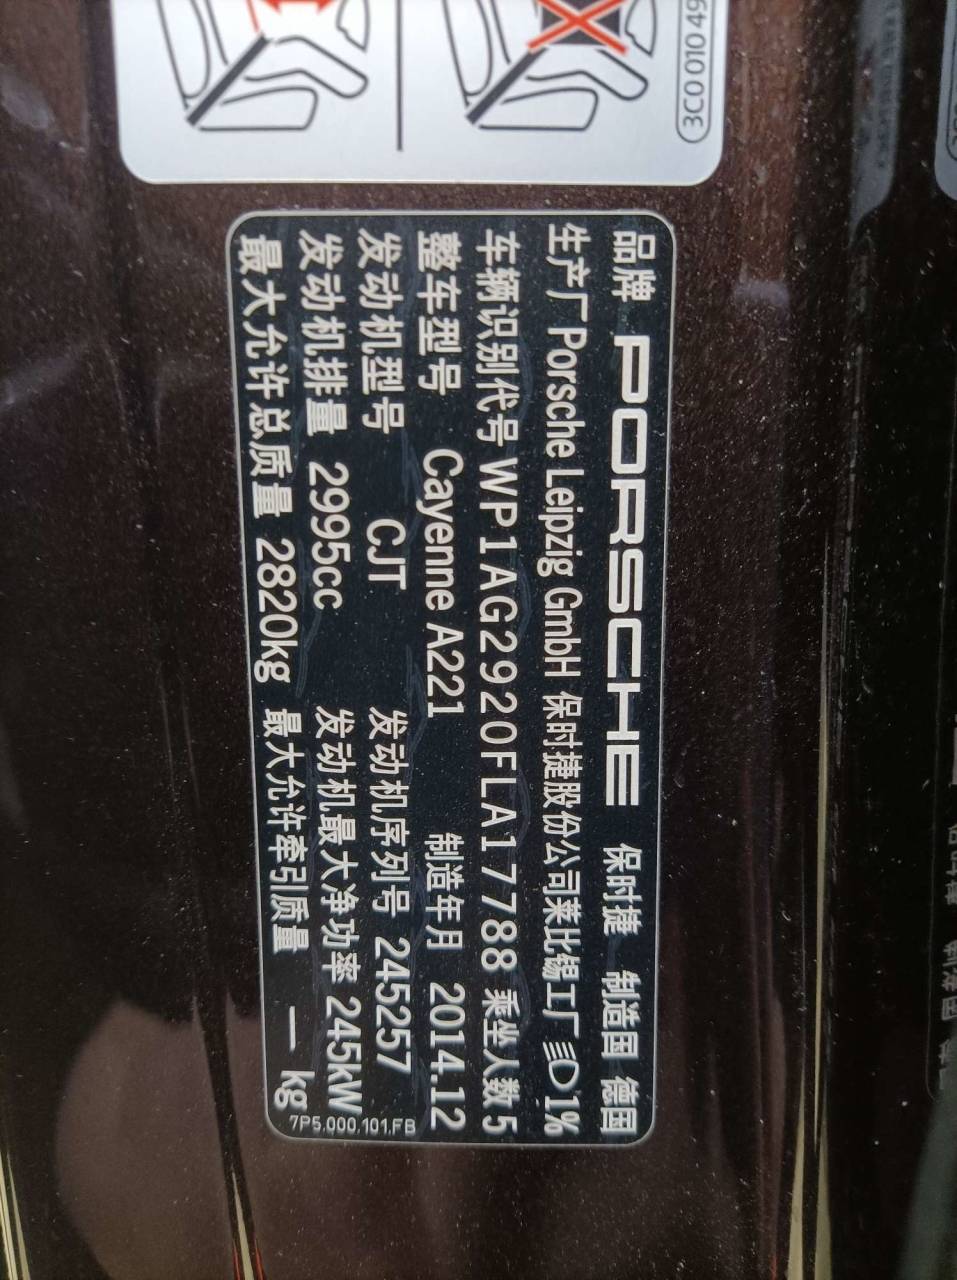 3C0 010 49
品牌 PORSCHE 保时捷 制造国 德国
生产厂 Porsche Leipzig GmbH 保时捷股份公司莱比锡工厂 1%
车辆识别代号 WP1AG2920FLA17788 乘坐人数 5
整车型号 Cayenne A221 制造年月 2014.12
发动机型号 CJT 发动机序列号 245257
发动机排量 2995cc 发动机最大净功率 245kW
最大允许总质量 2820kg 最大允许牵引质量 — kg
7P5.000.101.FB